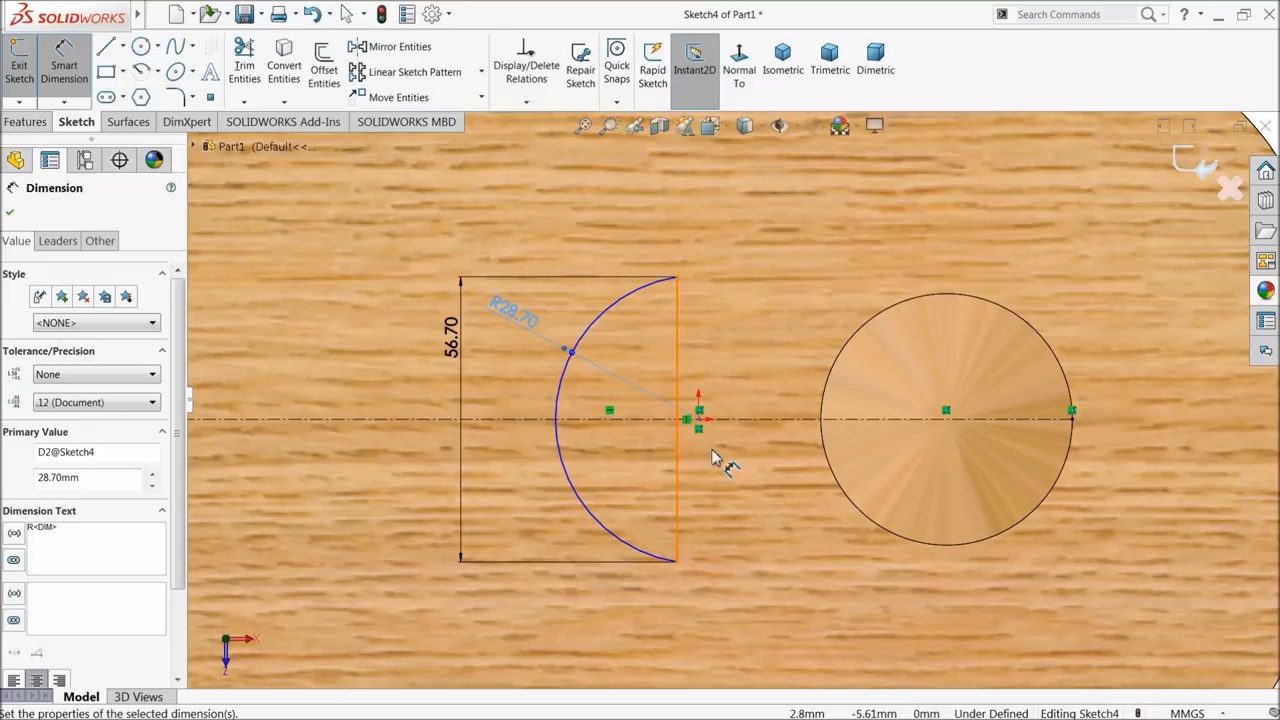 SOLIDWORKS
Sketch4 of Part1 *
Search Commands
?
Exit Sketch
Smart Dimension
Trim Entities
Convert Entities
Offset Entities
Mirror Entities
Linear Sketch Pattern
Move Entities
Display/Delete Relations
Repair Sketch
Quick Snaps
Rapid Sketch
Instant2D
Normal To
Isometric
Trimetric
Dimetric
Features
Sketch
Surfaces
DimXpert
SOLIDWORKS Add-Ins
SOLIDWORKS MBD
Part1 (Default<<...
Dimension
Value
Leaders
Other
Style
<NONE>
Tolerance/Precision
None
.12 (Document)
Primary Value
D2@Sketch4
28.70mm
Dimension Text
R<DIM>
R28.70
56.70
X
Z
Model
3D Views
Set the properties of the selected dimension(s).
2.8mm
-5.61mm
0mm
Under Defined
Editing Sketch4
MMGS